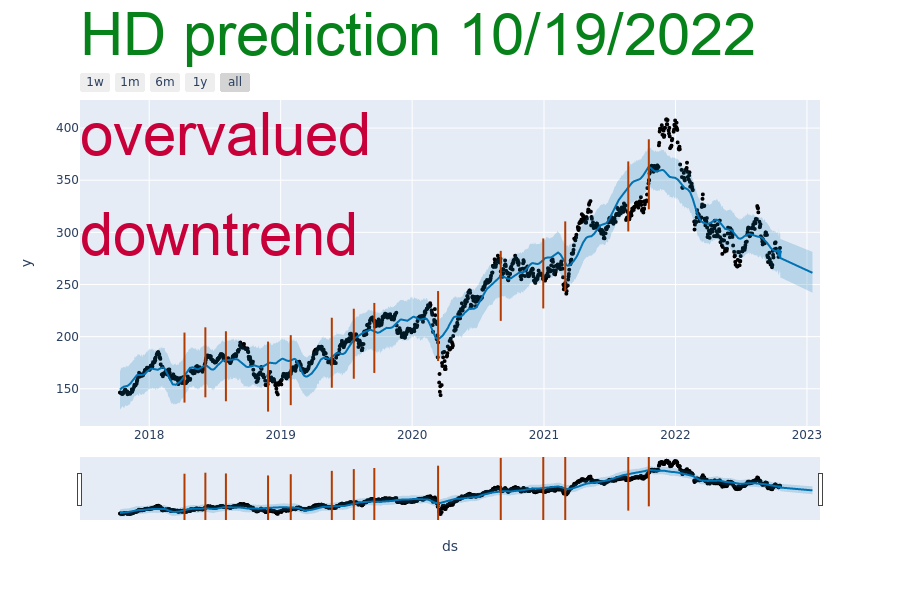 HD prediction 10/19/2022
1w 1m 6m 1y all
400
overvalued
350
downtrend
300
250
200
150
y
2018 2019 2020 2021 2022 2023
ds